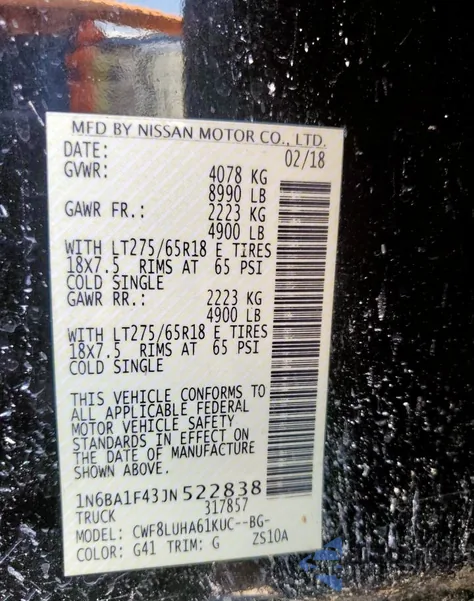 MFD BY NISSAN MOTOR CO., LTD.
DATE: 02/18
GVWR: 4078 KG
8990 LB
GAWR FR.: 2223 KG
4900 LB
WITH LT275/65R18 E TIRES
18X7.5 RIMS AT 65 PSI
COLD SINGLE
GAWR RR.: 2223 KG
4900 LB
WITH LT275/65R18 E TIRES
18X7.5 RIMS AT 65 PSI
COLD SINGLE
THIS VEHICLE CONFORMS TO
ALL APPLICABLE FEDERAL
MOTOR VEHICLE SAFETY
STANDARDS IN EFFECT ON
THE DATE OF MANUFACTURE
SHOWN ABOVE.
1N6BA1F43JN522838
TRUCK 317857
MODEL: CWF8LUHA61KUC--BG-
COLOR: G41 TRIM: G ZS10A